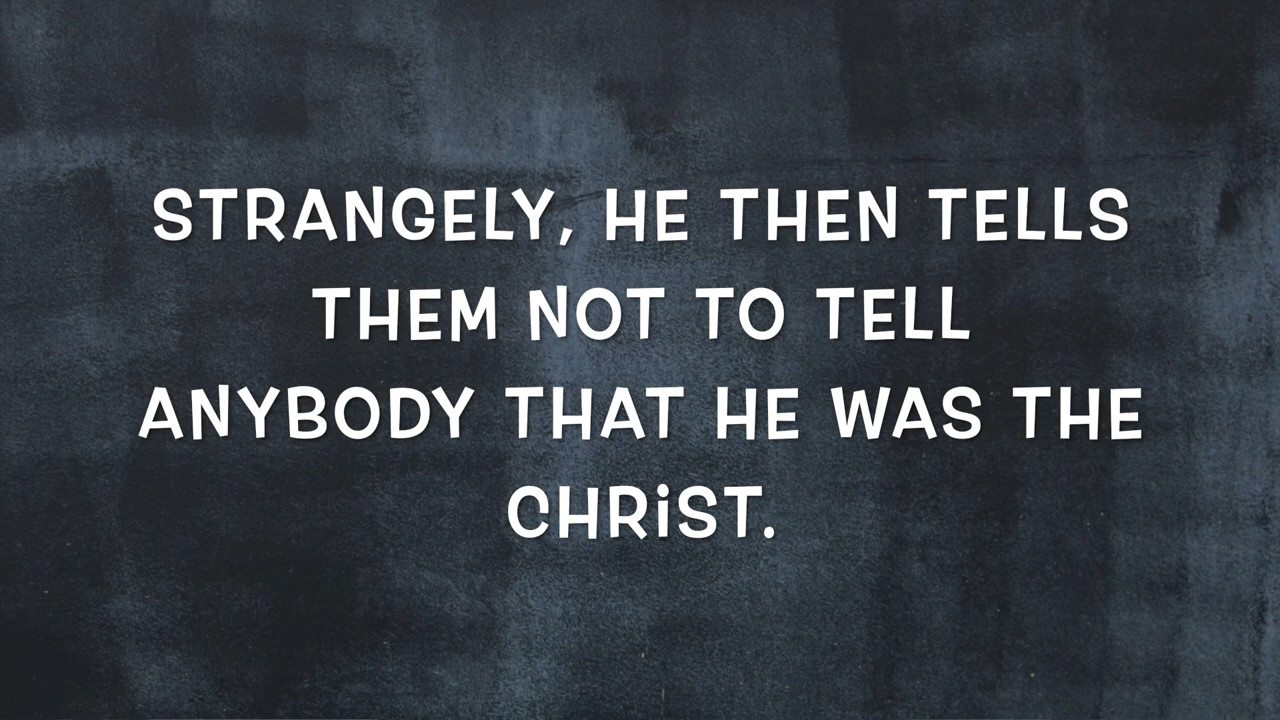 STRANGELY, HE THEN TELLS
THEM NOT TO TELL
ANYBODY THAT HE WAS THE
CHRiST.